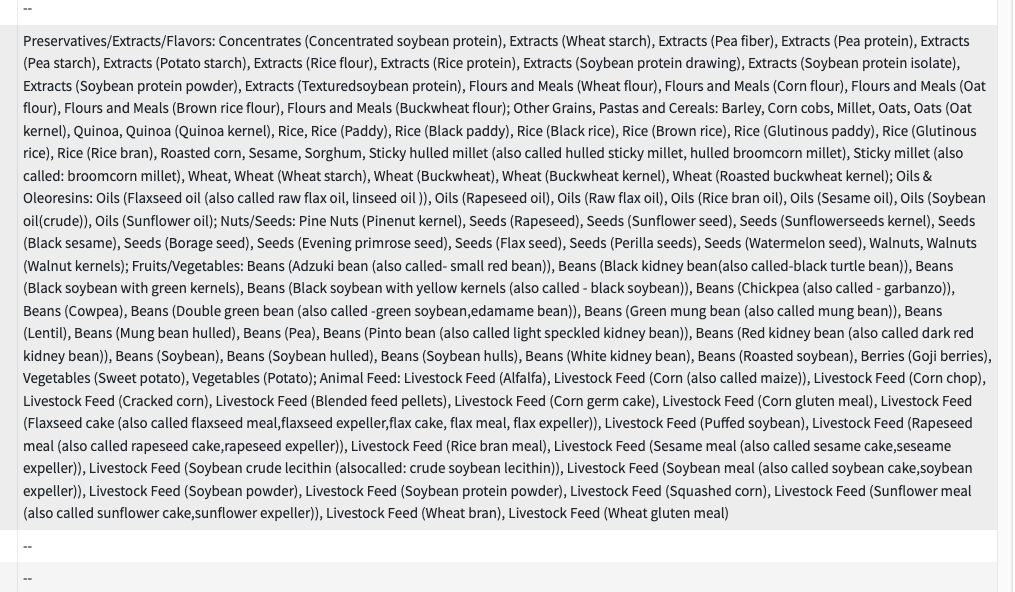 --
Preservatives/Extracts/Flavors: Concentrates (Concentrated soybean protein), Extracts (Wheat starch), Extracts (Pea fiber), Extracts (Pea protein), Extracts
(Pea starch), Extracts (Potato starch), Extracts (Rice flour), Extracts (Rice protein), Extracts (Soybean protein drawing), Extracts (Soybean protein isolate),
Extracts (Soybean protein powder), Extracts (Texturedsoybean protein), Flours and Meals (Wheat flour), Flours and Meals (Corn flour), Flours and Meals (Oat
flour), Flours and Meals (Brown rice flour), Flours and Meals (Buckwheat flour); Other Grains, Pastas and Cereals: Barley, Corn cobs, Millet, Oats, Oats (Oat
kernel), Quinoa, Quinoa (Quinoa kernel), Rice, Rice (Paddy), Rice (Black paddy), Rice (Black rice), Rice (Brown rice), Rice (Glutinous paddy), Rice (Glutinous
rice), Rice (Rice bran), Roasted corn, Sesame, Sorghum, Sticky hulled millet (also called hulled sticky millet, hulled broomcorn millet), Sticky millet (also
called: broomcorn millet), Wheat, Wheat (Wheat starch), Wheat (Buckwheat), Wheat (Buckwheat kernel), Wheat (Roasted buckwheat kernel); Oils &
Oleoresins: Oils (Flaxseed oil (also called raw flax oil, linseed oil )), Oils (Rapeseed oil), Oils (Raw flax oil), Oils (Rice bran oil), Oils (Sesame oil), Oils (Soybean
oil(crude)), Oils (Sunflower oil); Nuts/Seeds: Pine Nuts (Pinenut kernel), Seeds (Rapeseed), Seeds (Sunflower seed), Seeds (Sunflowerseeds kernel), Seeds
(Black sesame), Seeds (Borage seed), Seeds (Evening primrose seed), Seeds (Flax seed), Seeds (Perilla seeds), Seeds (Watermelon seed), Walnuts, Walnuts
(Walnut kernels); Fruits/Vegetables: Beans (Adzuki bean (also called- small red bean)), Beans (Black kidney bean(also called-black turtle bean)), Beans
(Black soybean with green kernels), Beans (Black soybean with yellow kernels (also called - black soybean)), Beans (Chickpea (also called - garbanzo)),
Beans (Cowpea), Beans (Double green bean (also called -green soybean,edamame bean)), Beans (Green mung bean (also called mung bean)), Beans
(Lentil), Beans (Mung bean hulled), Beans (Pea), Beans (Pinto bean (also called light speckled kidney bean)), Beans (Red kidney bean (also called dark red
kidney bean)), Beans (Soybean), Beans (Soybean hulled), Beans (Soybean hulls), Beans (White kidney bean), Beans (Roasted soybean), Berries (Goji berries),
Vegetables (Sweet potato), Vegetables (Potato); Animal Feed: Livestock Feed (Alfalfa), Livestock Feed (Corn (also called maize)), Livestock Feed (Corn chop),
Livestock Feed (Cracked corn), Livestock Feed (Blended feed pellets), Livestock Feed (Corn germ cake), Livestock Feed (Corn gluten meal), Livestock Feed
(Flaxseed cake (also called flaxseed meal,flaxseed expeller,flax cake, flax meal, flax expeller)), Livestock Feed (Puffed soybean), Livestock Feed (Rapeseed
meal (also called rapeseed cake,rapeseed expeller)), Livestock Feed (Rice bran meal), Livestock Feed (Sesame meal (also called sesame cake,seseame
expeller)), Livestock Feed (Soybean crude lecithin (alsocalled: crude soybean lecithin)), Livestock Feed (Soybean meal (also called soybean cake,soybean
expeller)), Livestock Feed (Soybean powder), Livestock Feed (Soybean protein powder), Livestock Feed (Squashed corn), Livestock Feed (Sunflower meal
(also called sunflower cake,sunflower expeller)), Livestock Feed (Wheat bran), Livestock Feed (Wheat gluten meal)
--
--